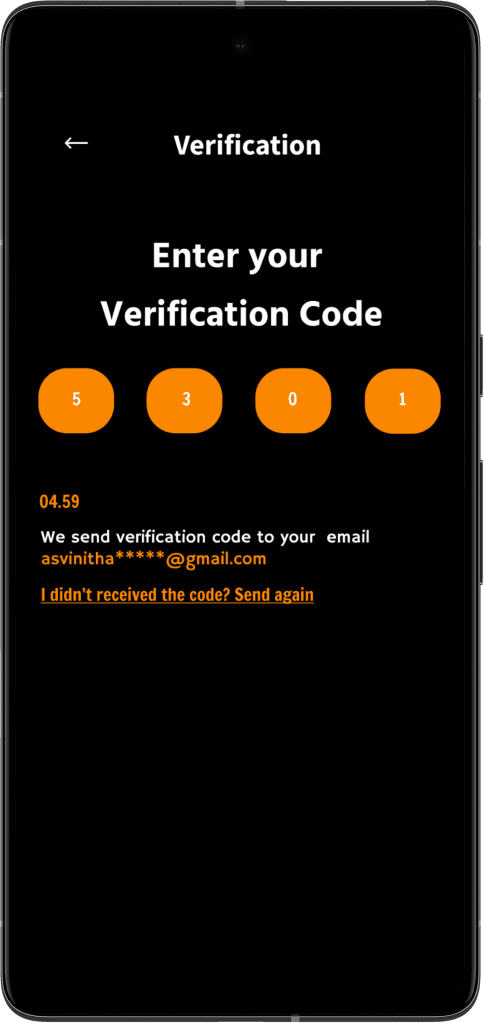 ← Verification
Enter your
Verification Code
5 3 0 1
04.59
We send verification code to your email
asvinitha*****@gmail.com
I didn't received the code? Send again